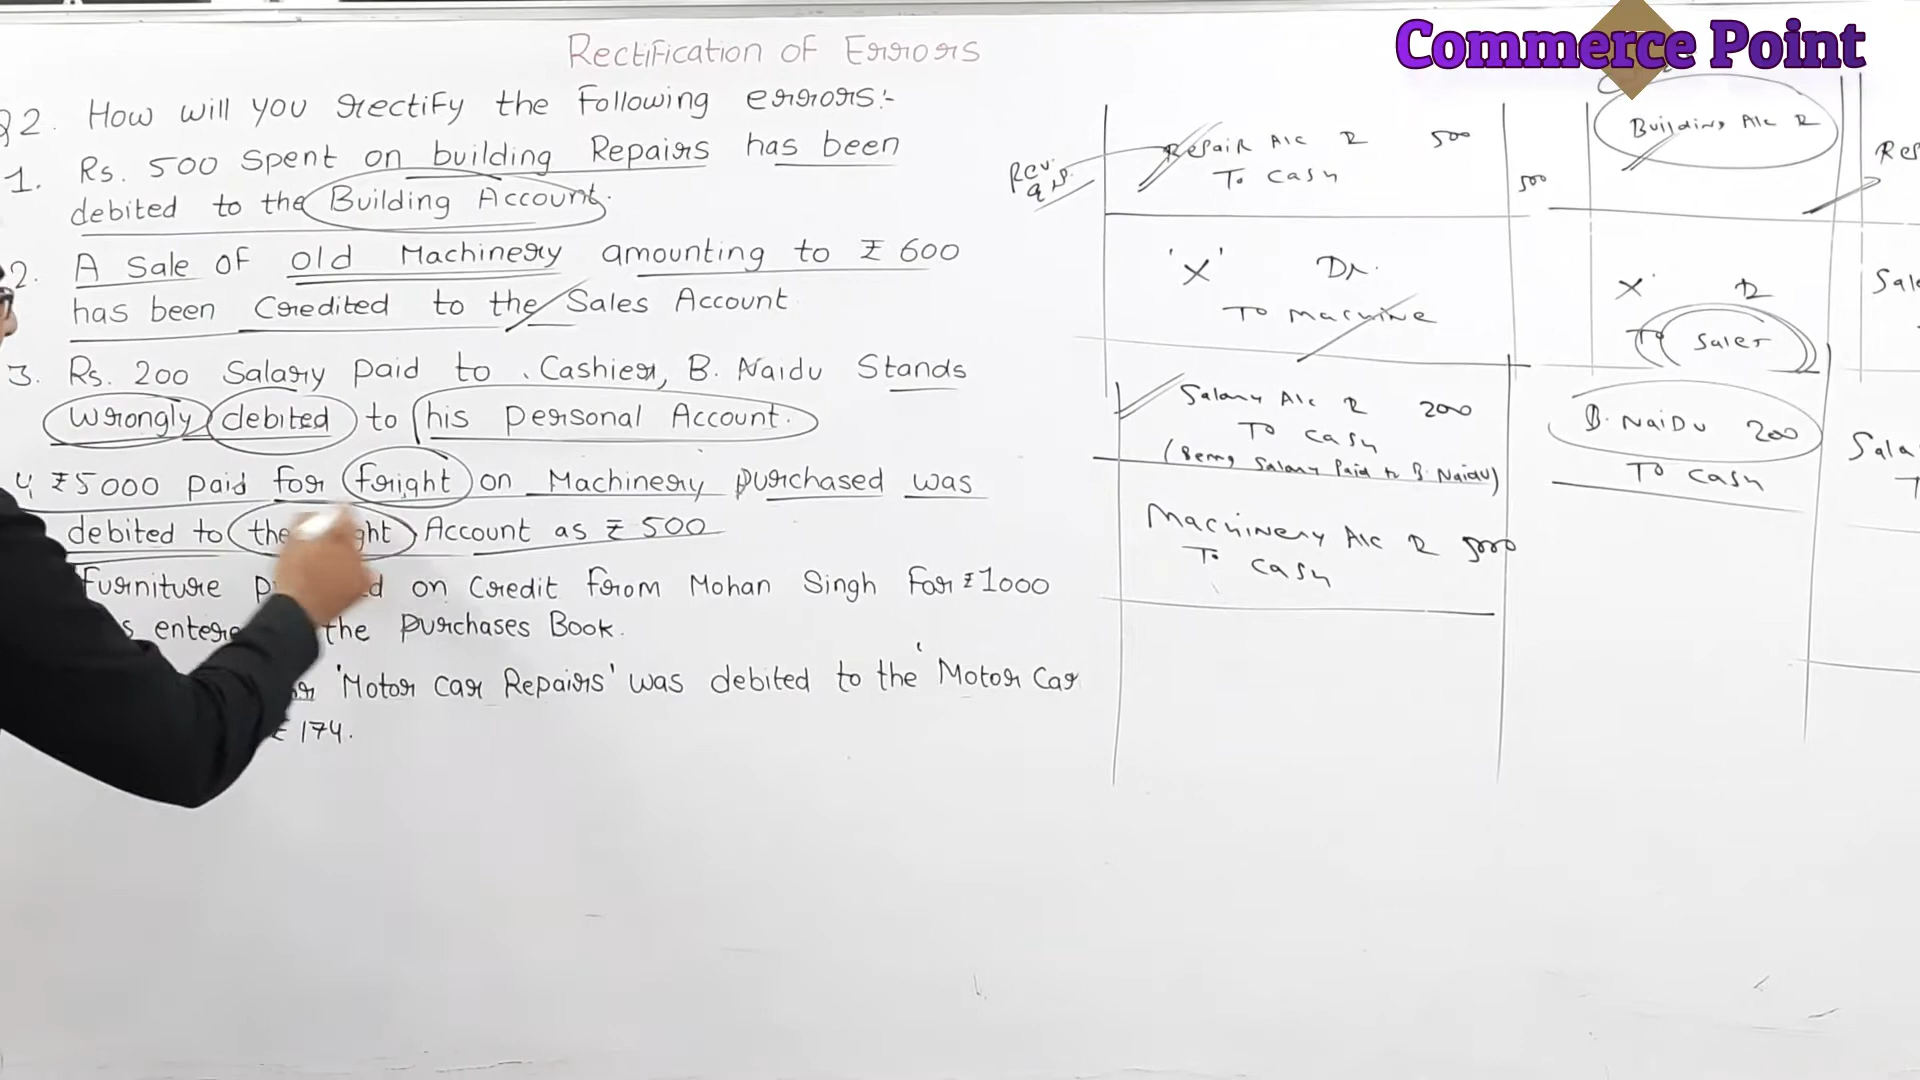 Rectification of Errors
Commerce Point
Q2. How will you rectify the following errors:-
1. Rs. 500 spent on building Repairs has been
debited to the Building Account.
2. A Sale of old Machinery amounting to ₹ 600
has been Credited to the Sales Account
3. Rs. 200 Salary paid to Cashier, B. Naidu Stands
wrongly debited to his personal Account.
4. ₹5000 paid for fright on Machinery purchased was
debited to the Account as ₹ 500
Furniture on Credit from Mohan Singh For ₹1000
the Purchases Book.
'Motor car Repairs' was debited to the 'Motor Car
₹ 174.
Repair A/c Dr 500
To Cash 500
'X' Dr.
To Machine
Salary A/c Dr 200
To Cash
(Being Salary Paid to B. Naidu)
Machinery A/c Dr 5000
To Cash
Building A/c Dr
X Dr
To Sales
B. Naidu 200
To Cash